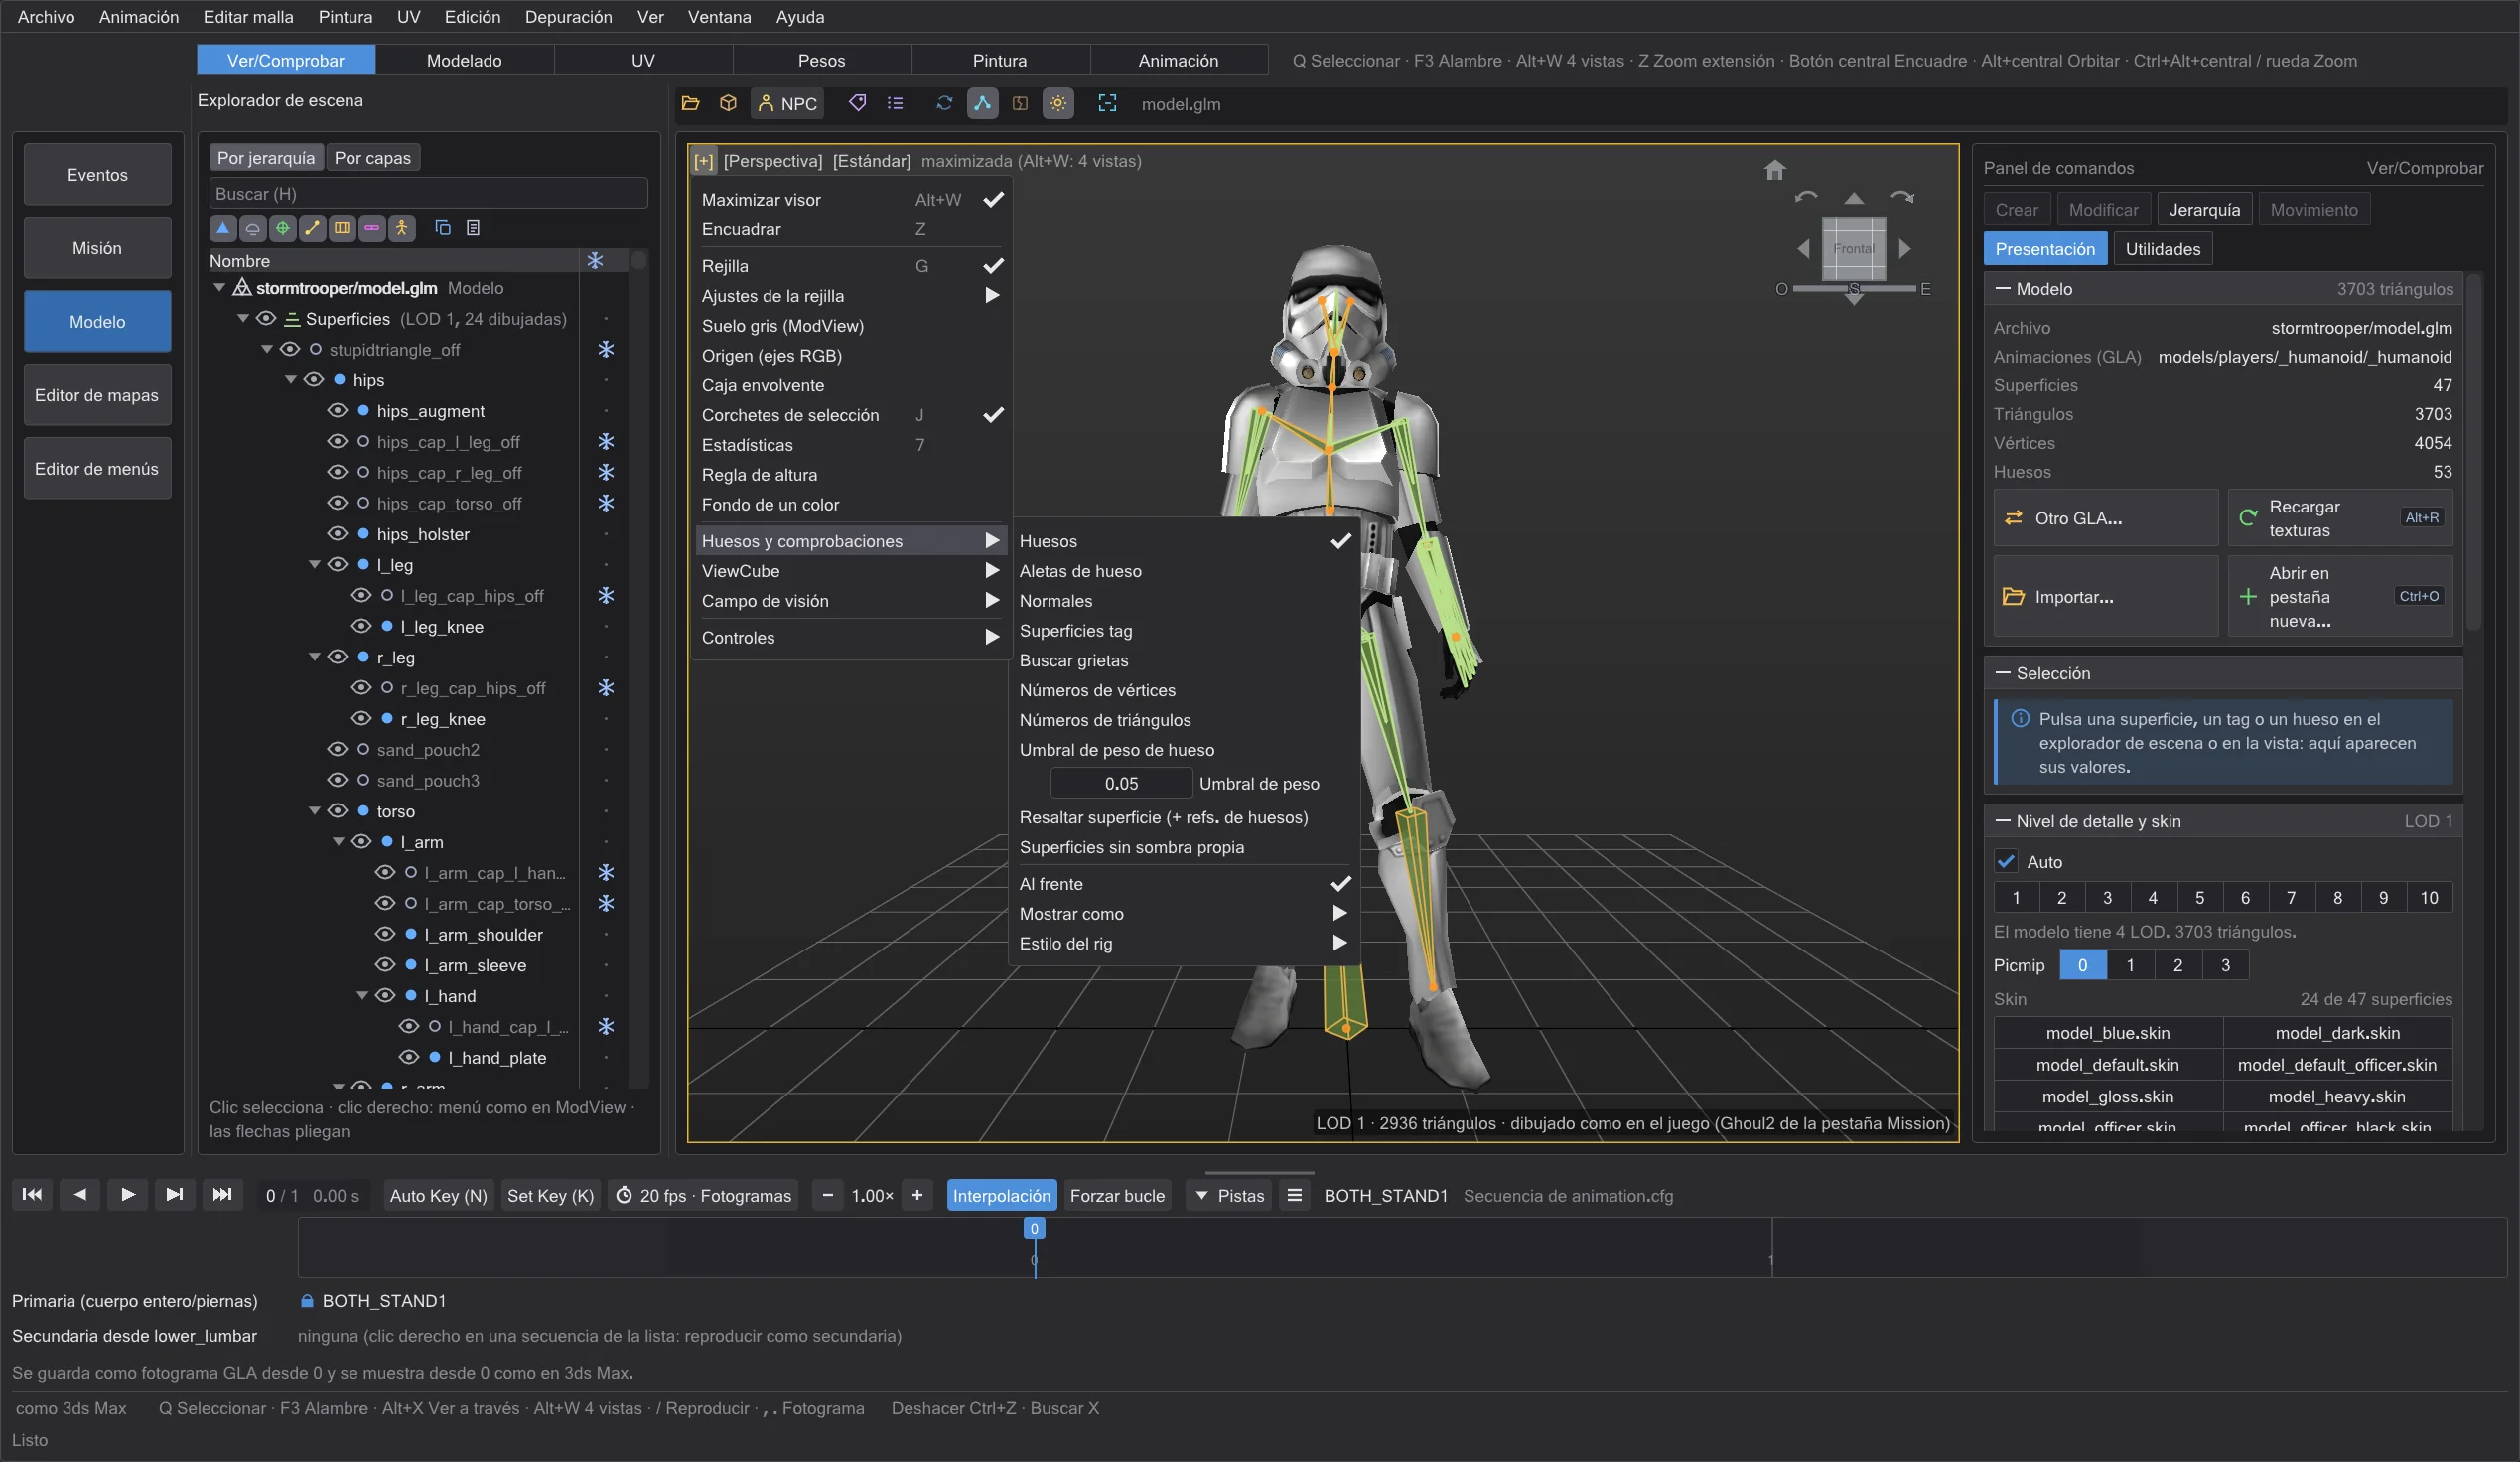 Archivo Animación Editar malla Pintura UV Edición Depuración Ver Ventana Ayuda
Ver/Comprobar Modelado UV Pesos Pintura Animación Q Seleccionar · F3 Alambre · Alt+W 4 vistas · Z Zoom extensión · Botón central Encuadre · Alt+central Orbitar · Ctrl+Alt+central / rueda Zoom
Eventos
Misión
Modelo
Editor de mapas
Editor de menús
Explorador de escena
Por jerarquía Por capas
Buscar (H)
Nombre
stormtrooper/model.glm Modelo
Superficies (LOD 1, 24 dibujadas)
stupidtriangle_off
hips
hips_augment
hips_cap_l_leg_off
hips_cap_r_leg_off
hips_cap_torso_off
hips_holster
l_leg
l_leg_cap_hips_off
l_leg_knee
r_leg
r_leg_cap_hips_off
r_leg_knee
sand_pouch2
sand_pouch3
torso
l_arm
l_arm_cap_l_han...
l_arm_cap_torso_...
l_arm_shoulder
l_arm_sleeve
l_hand
l_hand_cap_l_...
l_hand_plate
r_arm
Clic selecciona · clic derecho: menú como en ModView ·
las flechas pliegan
NPC model.glm
[+] [Perspectiva] [Estándar] maximizada (Alt+W: 4 vistas)
Maximizar visor Alt+W
Encuadrar Z
Rejilla G
Ajustes de la rejilla
Suelo gris (ModView)
Origen (ejes RGB)
Caja envolvente
Corchetes de selección J
Estadísticas 7
Regla de altura
Fondo de un color
Huesos y comprobaciones
ViewCube
Campo de visión
Controles
Huesos
Aletas de hueso
Normales
Superficies tag
Buscar grietas
Números de vértices
Números de triángulos
Umbral de peso de hueso
0.05 Umbral de peso
Resaltar superficie (+ refs. de huesos)
Superficies sin sombra propia
Al frente
Mostrar como
Estilo del rig
Frontal
O S E
LOD 1 · 2936 triángulos · dibujado como en el juego (Ghoul2 de la pestaña Mission)
Panel de comandos Ver/Comprobar
Crear Modificar Jerarquía Movimiento
Presentación Utilidades
Modelo 3703 triángulos
Archivo stormtrooper/model.glm
Animaciones (GLA) models/players/_humanoid/_humanoid
Superficies 47
Triángulos 3703
Vértices 4054
Huesos 53
Otro GLA...
Recargar
texturas
Alt+R
Importar...
Abrir en
pestaña
nueva...
Ctrl+O
Selección
Pulsa una superficie, un tag o un hueso en el
explorador de escena o en la vista: aquí aparecen
sus valores.
Nivel de detalle y skin LOD 1
Auto
1 2 3 4 5 6 7 8 9 10
El modelo tiene 4 LOD. 3703 triángulos.
Picmip 0 1 2 3
Skin 24 de 47 superficies
model_blue.skin model_dark.skin
model_default.skin model_default_officer.skin
model_gloss.skin model_heavy.skin
model_officer.skin model_officer_black.skin
0 / 1 0.00 s Auto Key (N) Set Key (K) 20 fps · Fotogramas − 1.00× + Interpolación Forzar bucle Pistas BOTH_STAND1 Secuencia de animation.cfg
0
0 1
Primaria (cuerpo entero/piernas) BOTH_STAND1
Secundaria desde lower_lumbar ninguna (clic derecho en una secuencia de la lista: reproducir como secundaria)
Se guarda como fotograma GLA desde 0 y se muestra desde 0 como en 3ds Max.
como 3ds Max Q Seleccionar · F3 Alambre · Alt+X Ver a través · Alt+W 4 vistas · / Reproducir · , . Fotograma Deshacer Ctrl+Z · Buscar X
Listo